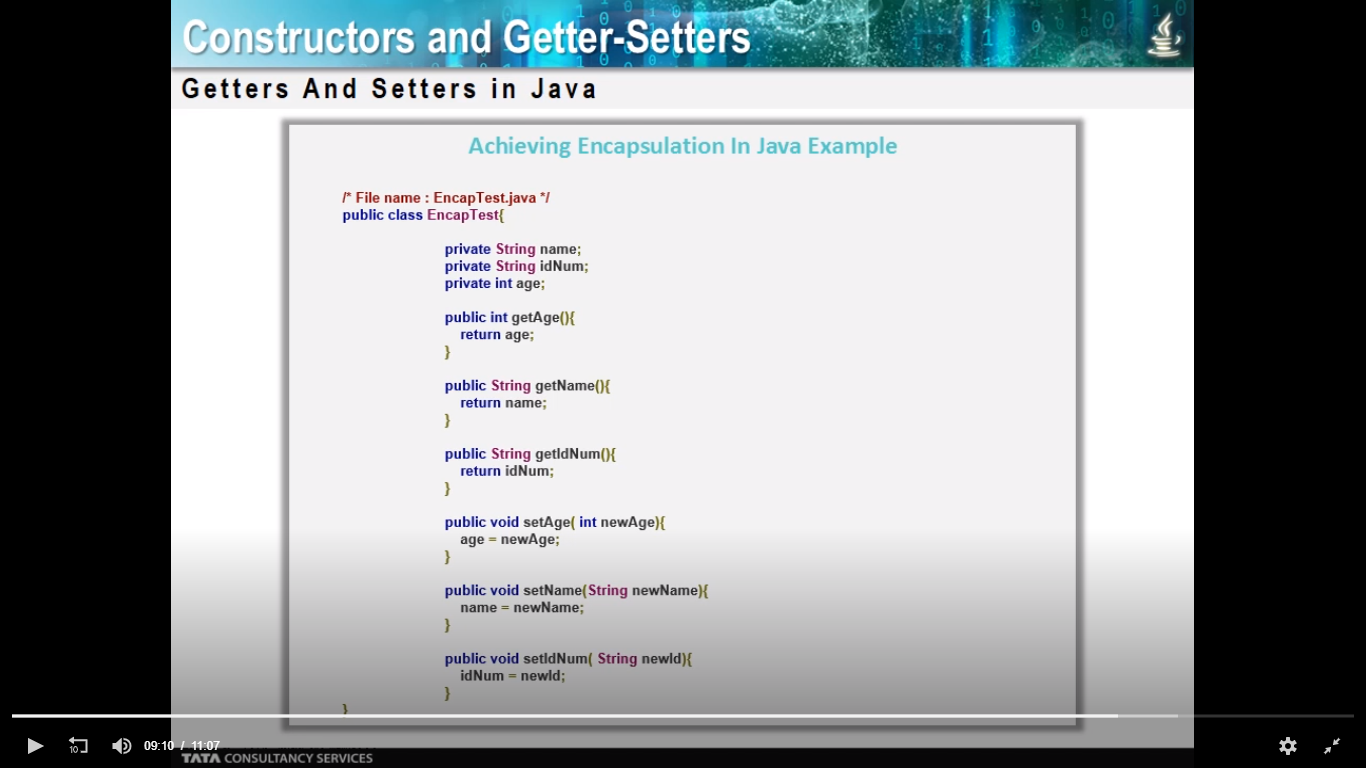 Constructors and Getter-Setters
Getters And Setters in Java
Achieving Encapsulation In Java Example
/* File name : EncapTest.java */
public class EncapTest{
private String name;
private String idNum;
private int age;
public int getAge(){
return age;
}
public String getName(){
return name;
}
public String getIdNum(){
return idNum;
}
public void setAge( int newAge){
age = newAge;
}
public void setName(String newName){
name = newName;
}
public void setIdNum( String newId){
idNum = newId;
}
}
10
09:10 / 11:07
TATA CONSULTANCY SERVICES